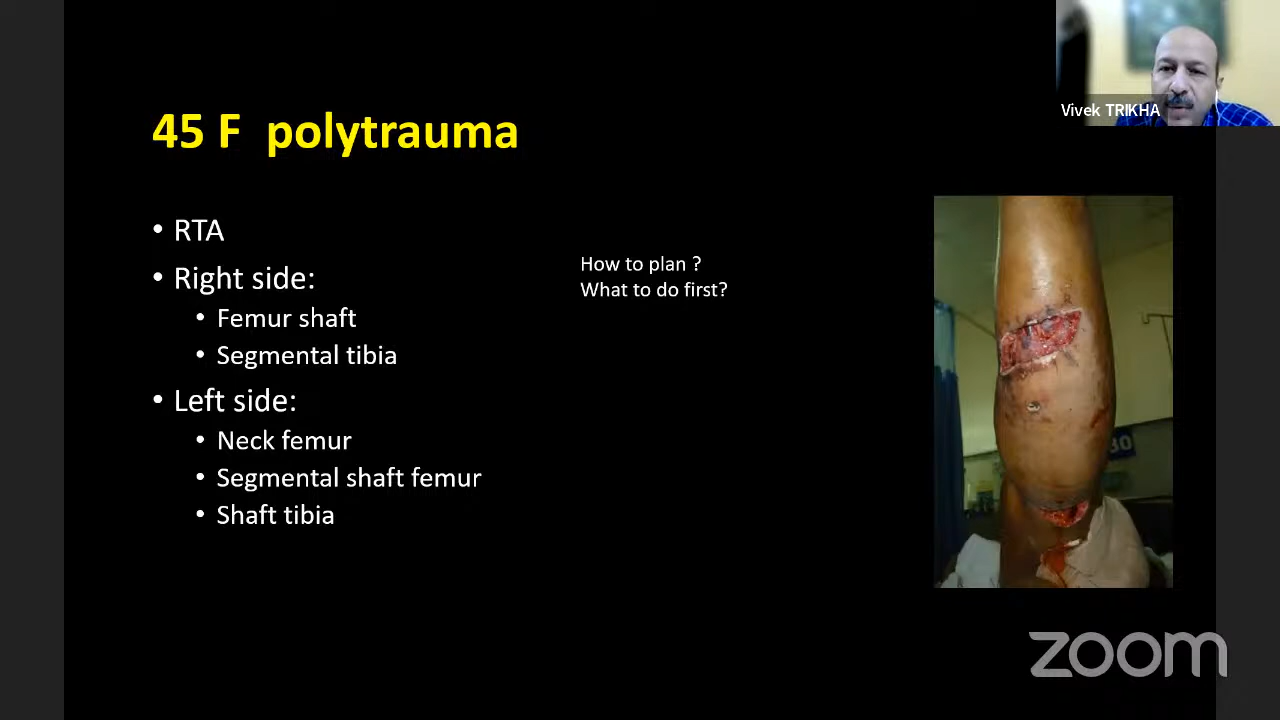 45 F polytrauma
• RTA
• Right side:
• Femur shaft
• Segmental tibia
• Left side:
• Neck femur
• Segmental shaft femur
• Shaft tibia
How to plan ?
What to do first?
Vivek TRIKHA
30
zoom